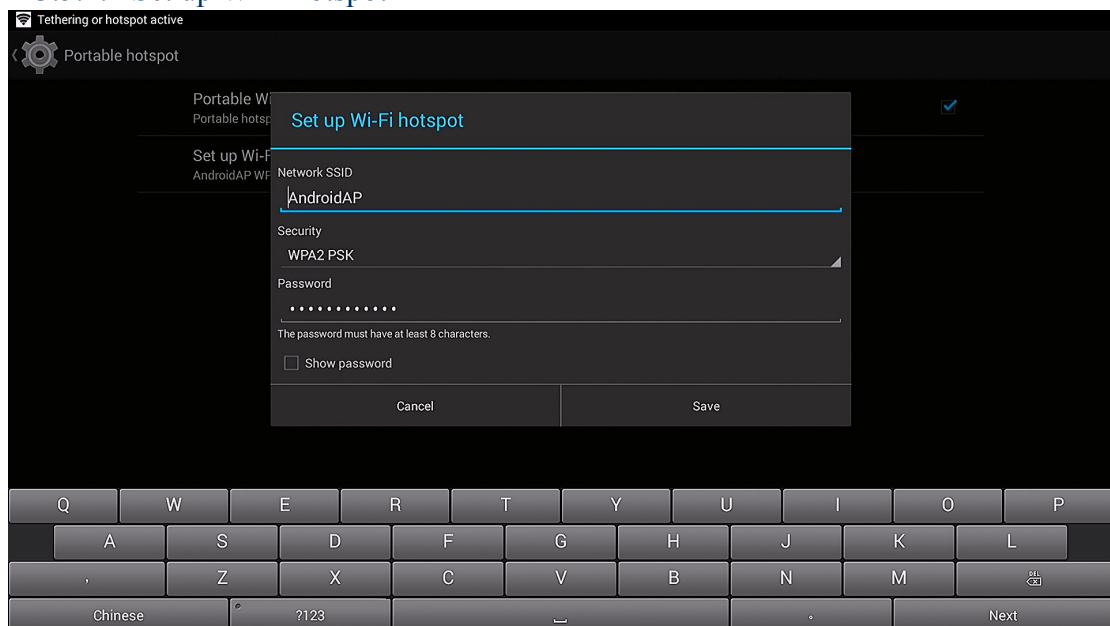 Tethering or hotspot active
Portable hotspot
Portable Wi
Portable hotsp
Set up Wi-F
AndroidAP WP
Set up Wi-Fi hotspot
Network SSID
AndroidAP
Security
WPA2 PSK
Password
••••••••••••
The password must have at least 8 characters.
Show password
Cancel Save
Q W E R T Y U I O P
A S D F G H J K L
, Z X C V B N M DEL
Chinese ?123 Next